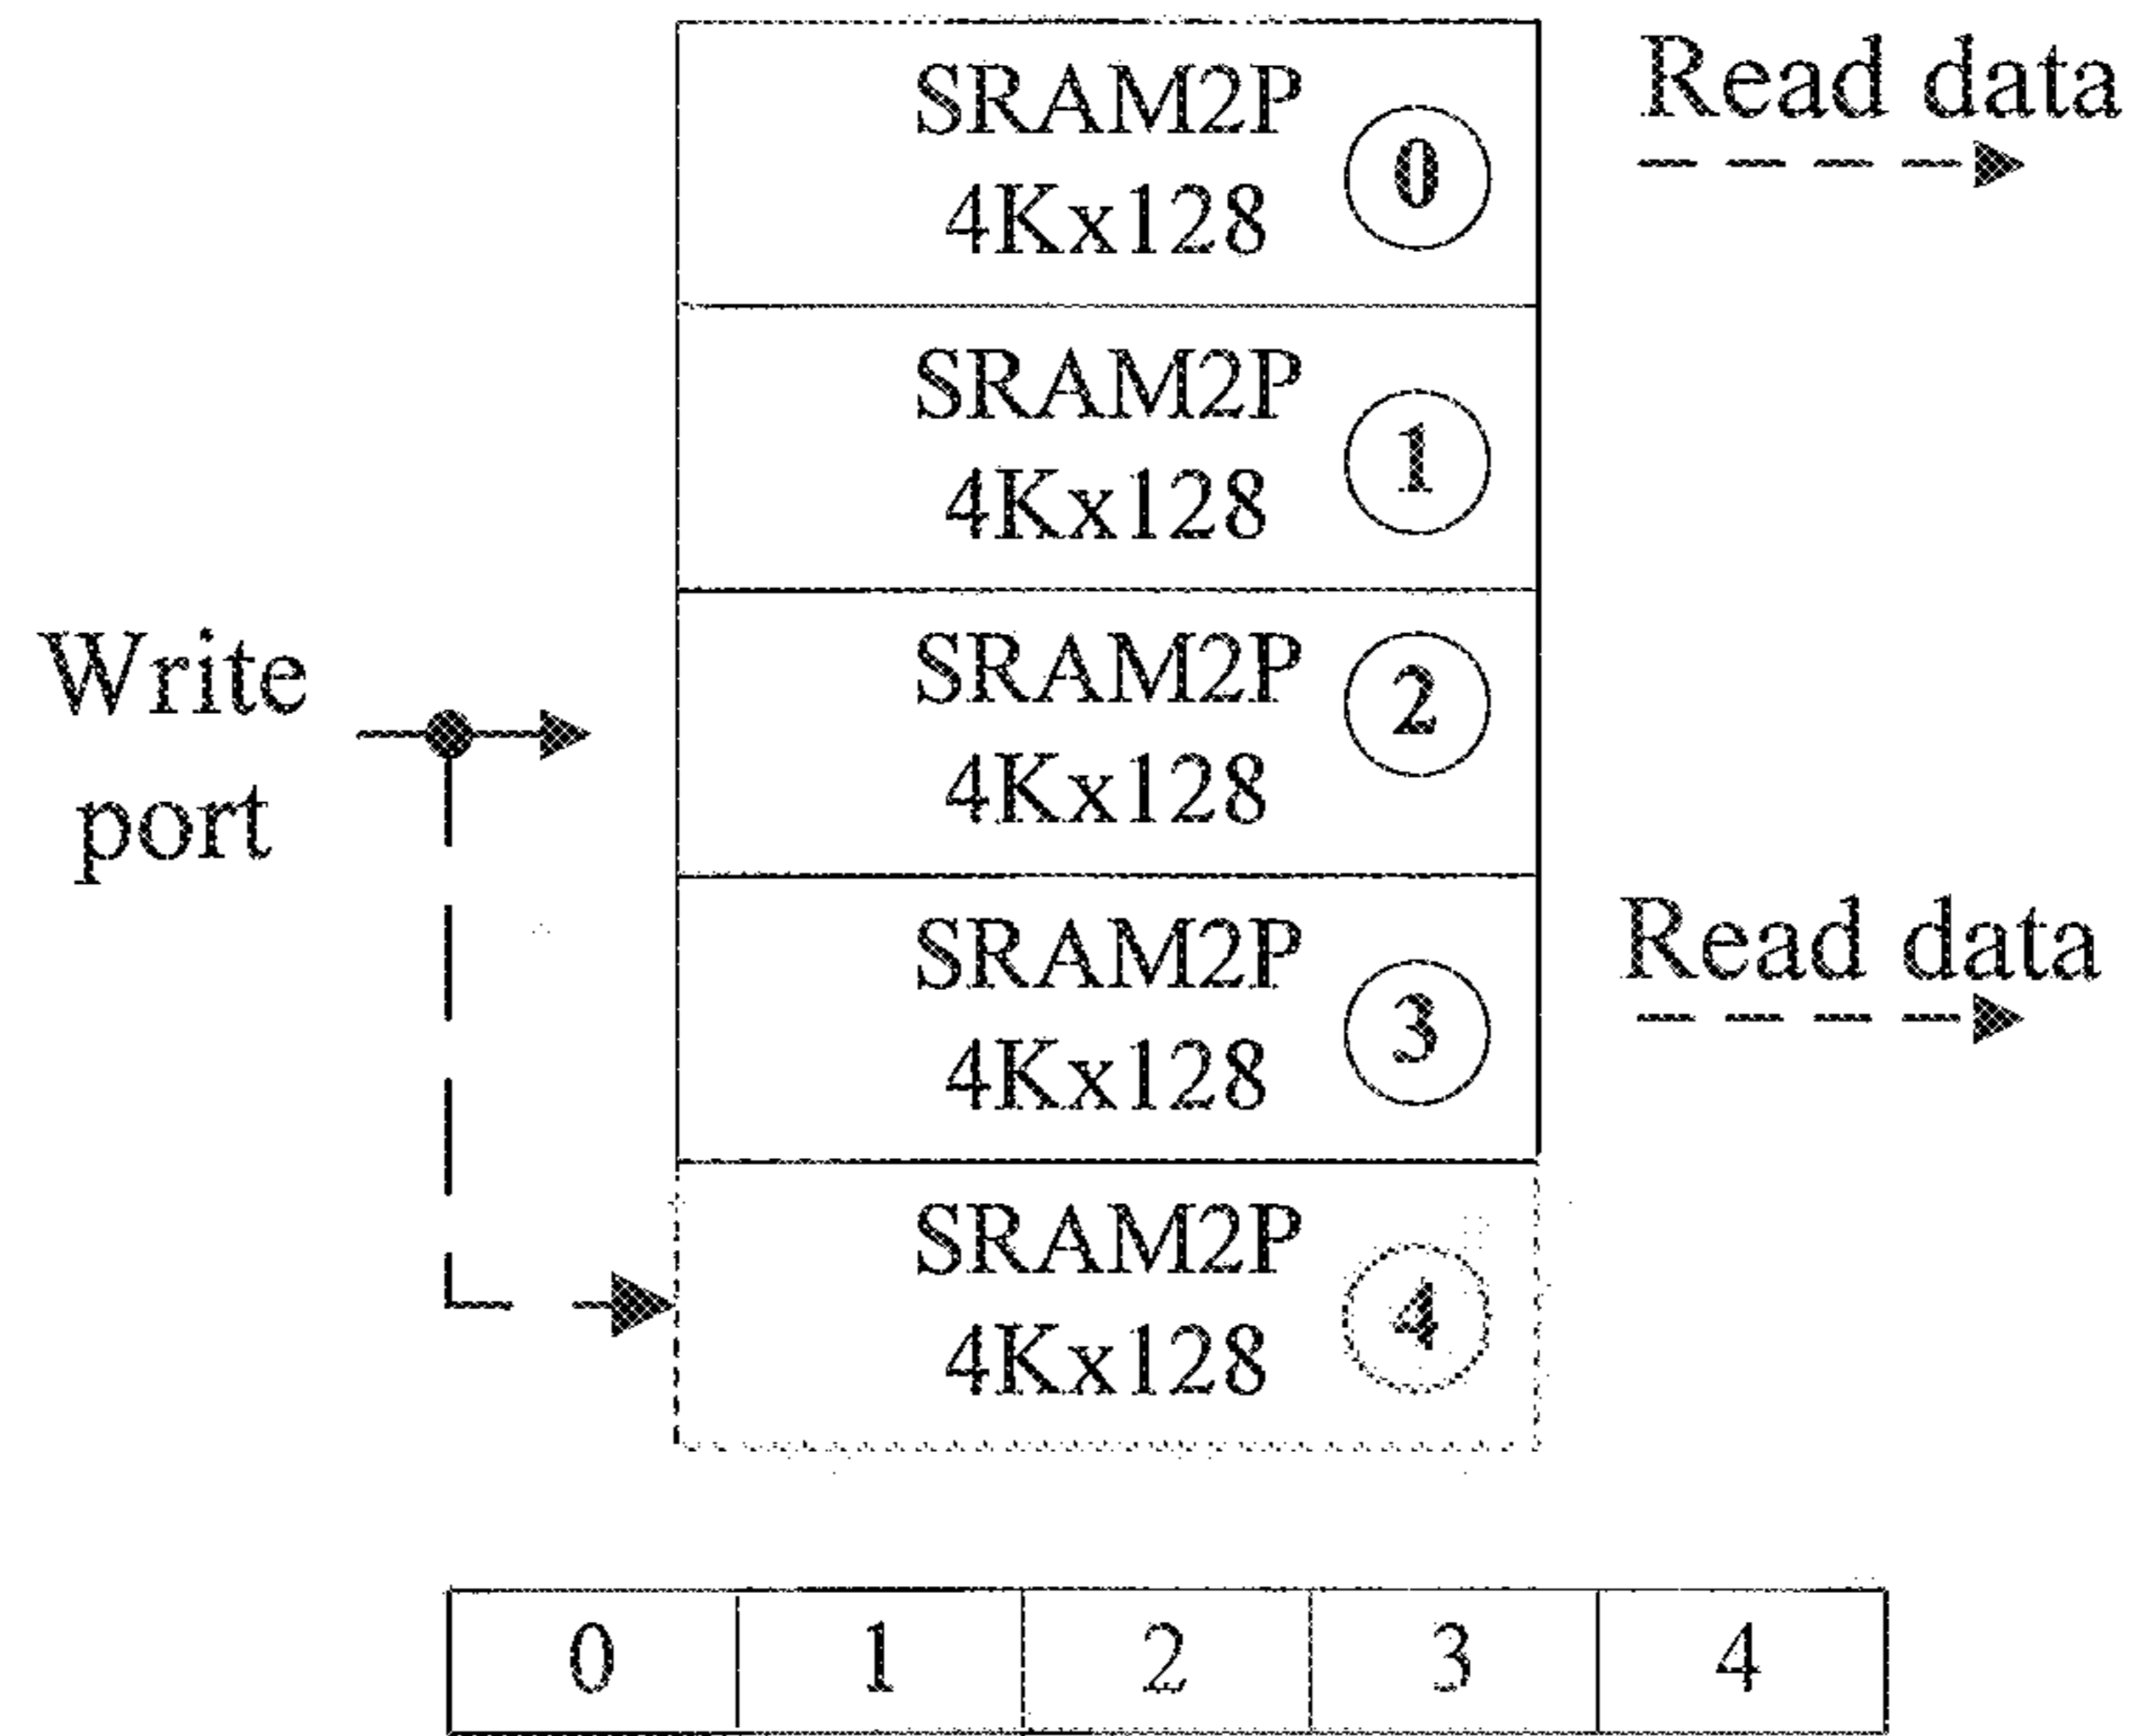 SRAM2P
4Kx128
0
Read data
SRAM2P
4Kx128
1
Write
port
SRAM2P
4Kx128
2
SRAM2P
4Kx128
3
Read data
SRAM2P
4Kx128
4
0 1 2 3 4